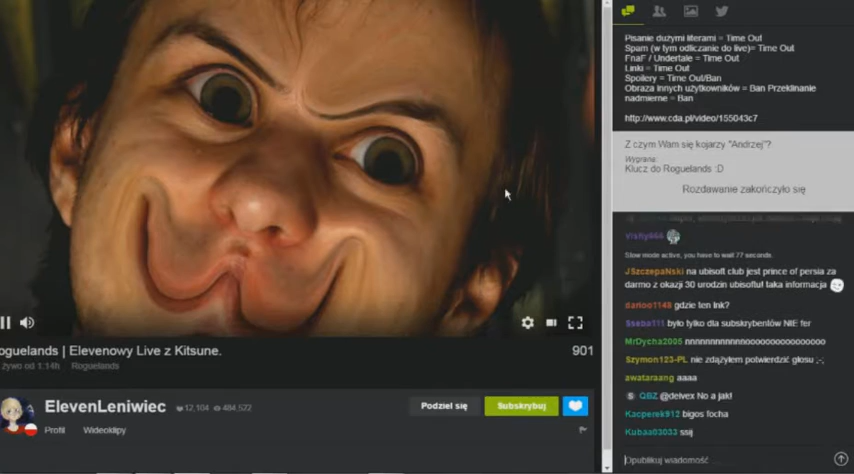 Pisanie dużymi literami = Time Out
Spam (w tym odliczanie do live)= Time Out
FnaF / Undertale = Time Out
Linki = Time Out
Spoilery = Time Out/Ban
Obraza innych użytkowników = Ban Przeklinanie
nadmierne = Ban
http://www.cda.pl/video/155043c7
Z czym Wam się kojarzy "Andrzej"?
Wygrana:
Klucz do Roguelands :D
Rozdawanie zakończyło się
Slow mode active, you have to wait 77 seconds.
JSzczepaNski na ubisoft club jest prince of persia za
darmo z okazji 30 urodzin ubisoftu! taka informacja
darioo1148 gdzie ten lnk?
Sseba111 było tylko dla subskrybentów NIE fer
MrDycha2005 nnnnnnnnnnnnooooooooooooooooo
Szymon123-PL nie zdążyłem potwierdzić głosu ;-;
awataraang aaaa
QBZ @delvex No a jak!
Kacperek912 bigos focha
Kubaa03033 ssij
Opublikuj wiadomość ...
oguelands | Elevenowy Live z Kitsune.
901
żywo od 1:14h Roguelands
ElevenLeniwiec
12,104
484,572
Podziel się
Subskrybuj
Profil
Wideoklipy